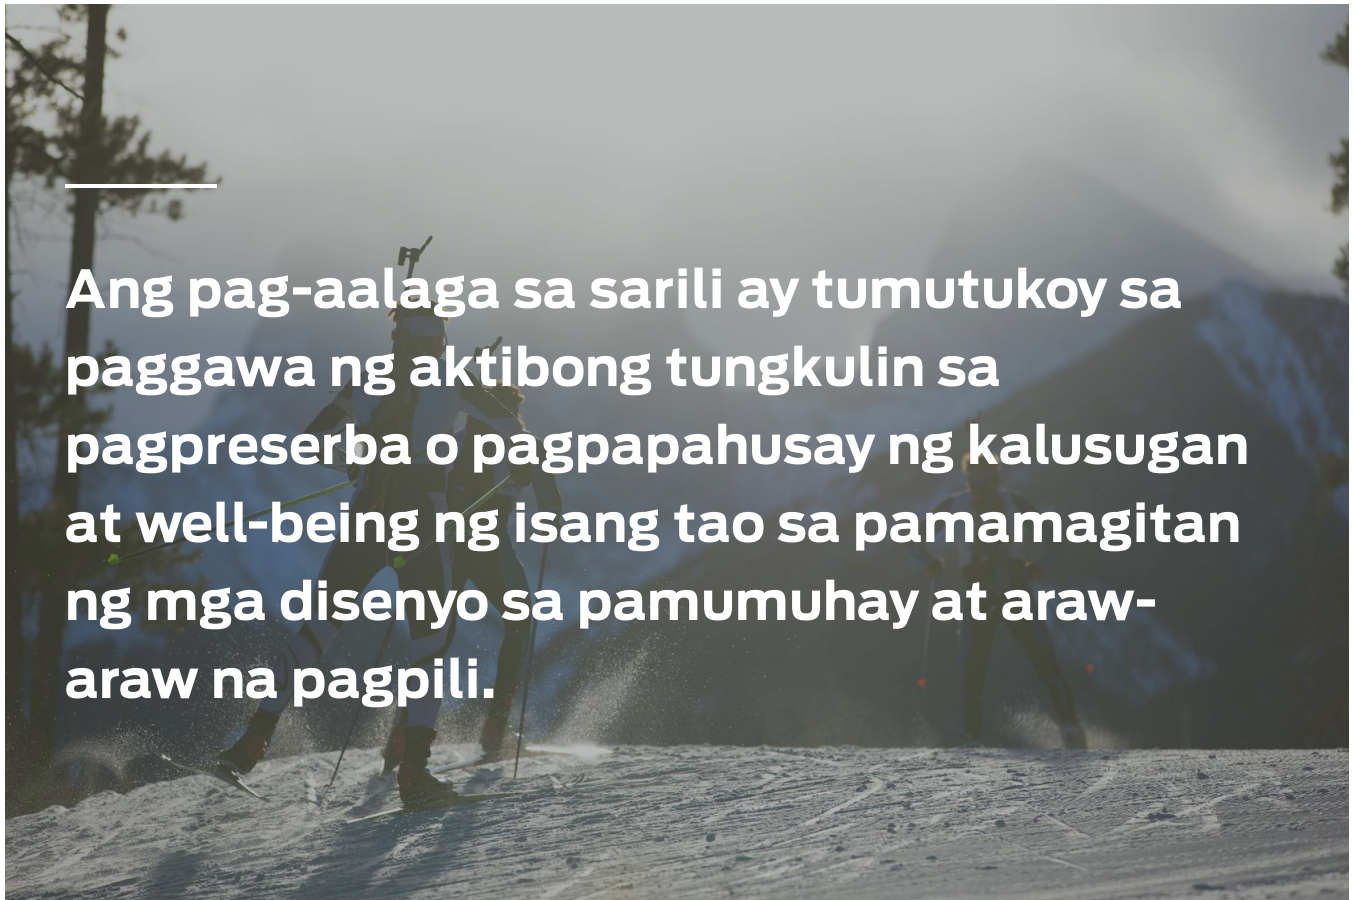 Ang pag-aalaga sa sarili ay tumutukoy sa
paggawa ng aktibong tungkulin sa
pagpreserba o pagpapahusay ng kalusugan
at well-being ng isang tao sa pamamagitan
ng mga disenyo sa pamumuhay at araw-
araw na pagpili.